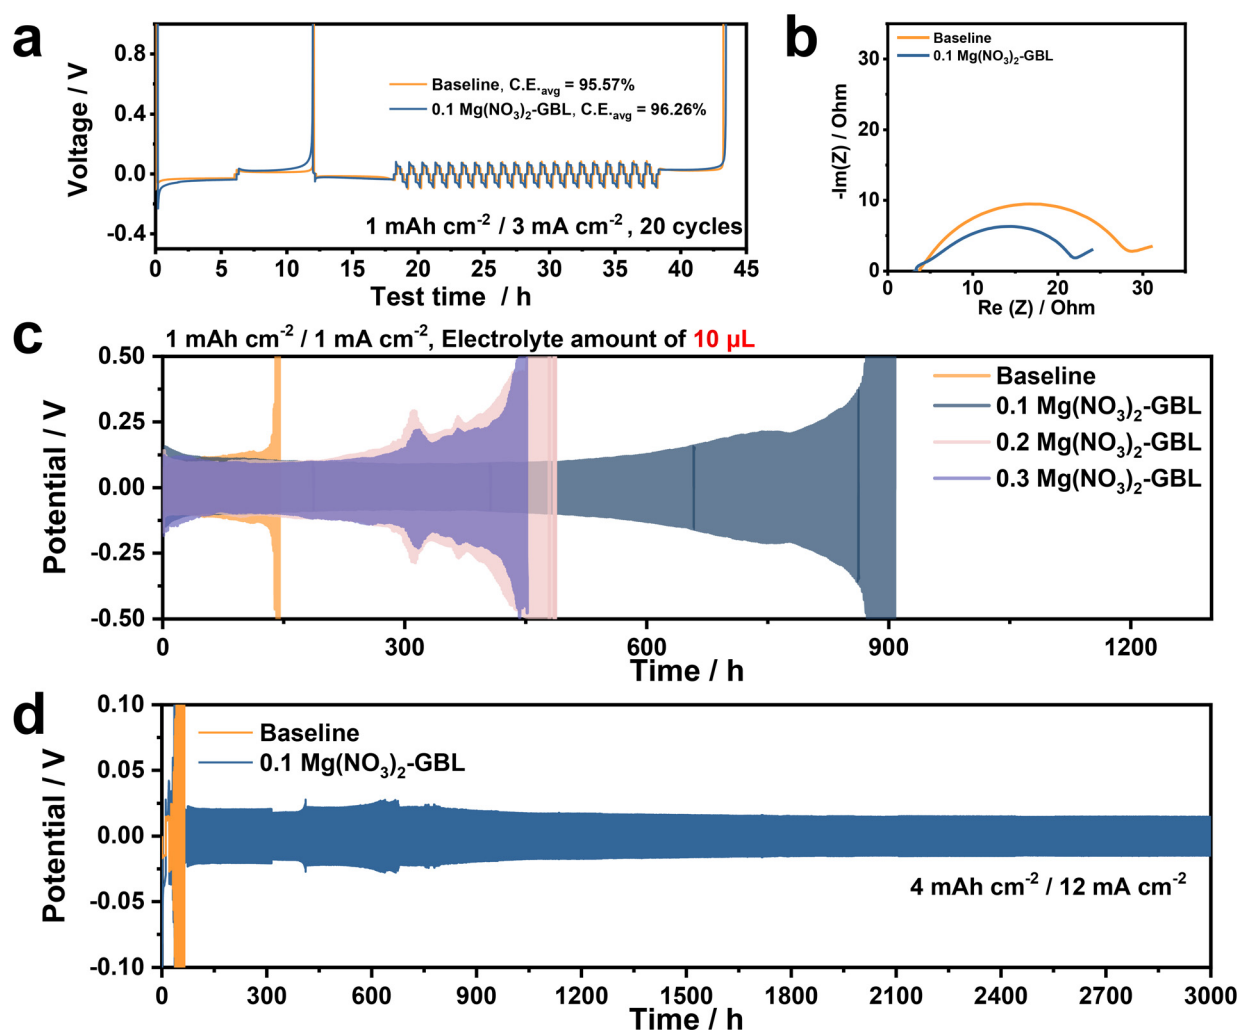 a
Voltage / V
0.8
0.4
0.0
-0.4
Baseline, C.E.avg = 95.57%
0.1 Mg(NO₃)₂-GBL, C.E.avg = 96.26%
1 mAh cm⁻² / 3 mA cm⁻² , 20 cycles
0 5 10 15 20 25 30 35 40 45
Test time / h
b
-Im(Z) / Ohm
30
20
10
0
Baseline
0.1 Mg(NO₃)₂-GBL
0 10 20 30
Re (Z) / Ohm
c
1 mAh cm⁻² / 1 mA cm⁻², Electrolyte amount of 10 μL
Potential / V
0.50
0.25
0.00
-0.25
-0.50
Baseline
0.1 Mg(NO₃)₂-GBL
0.2 Mg(NO₃)₂-GBL
0.3 Mg(NO₃)₂-GBL
0 300 600 900 1200
Time / h
d
Potential / V
0.10
0.05
0.00
-0.05
-0.10
Baseline
0.1 Mg(NO₃)₂-GBL
4 mAh cm⁻² / 12 mA cm⁻²
0 300 600 900 1200 1500 1800 2100 2400 2700 3000
Time / h